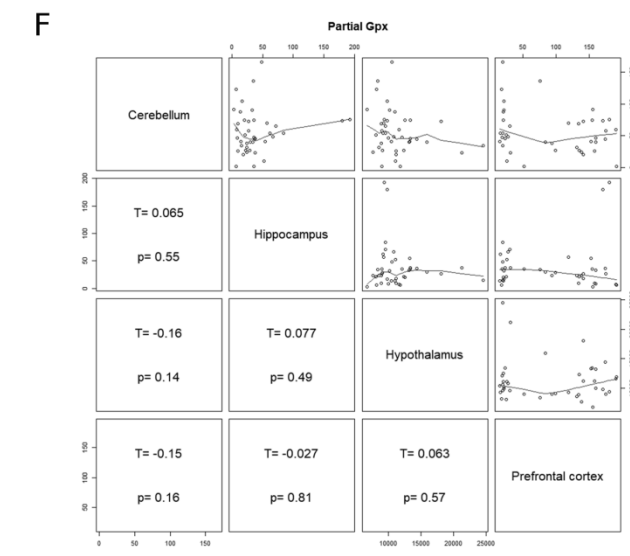 F
Partial Gpx
0 50 100 150 200
50 100 150
Cerebellum
200
150
100
50
0
T= 0.065
p= 0.55
Hippocampus
T= -0.16
p= 0.14
T= 0.077
p= 0.49
Hypothalamus
150
100
50
T= -0.15
p= 0.16
T= -0.027
p= 0.81
T= 0.063
p= 0.57
Prefrontal cortex
0 50 100 150
10000 15000 20000 25000